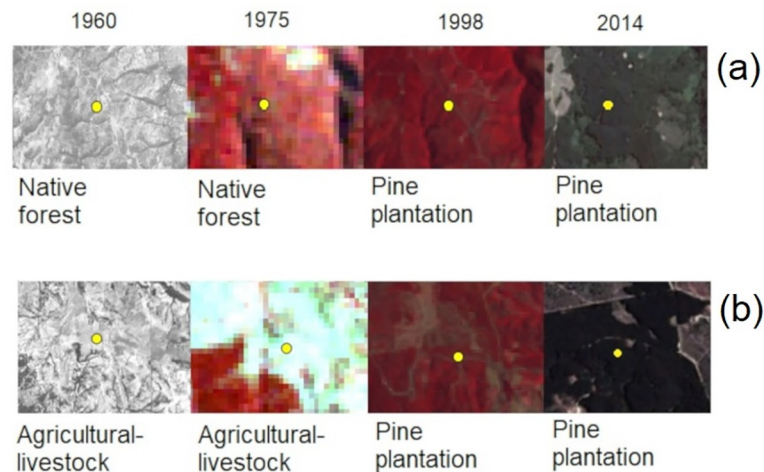 1960 1975 1998 2014
(a)
Native
forest
Native
forest
Pine
plantation
Pine
plantation
(b)
Agricultural-
livestock
Agricultural-
livestock
Pine
plantation
Pine
plantation